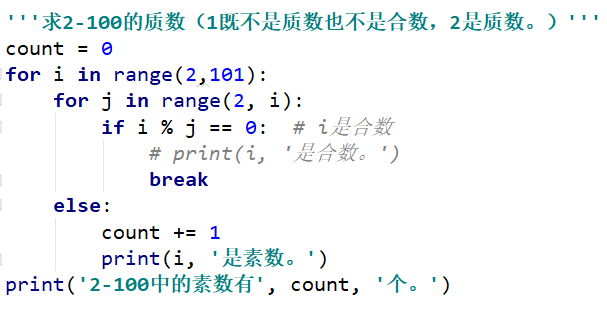 '''求2-100的质数（1既不是质数也不是合数，2是质数。）'''
count = 0
for i in range(2,101):
    for j in range(2, i):
        if i % j == 0:  # i是合数
            # print(i, '是合数。')
            break
    else:
        count += 1
        print(i, '是素数。')
print('2-100中的素数有', count, '个。')